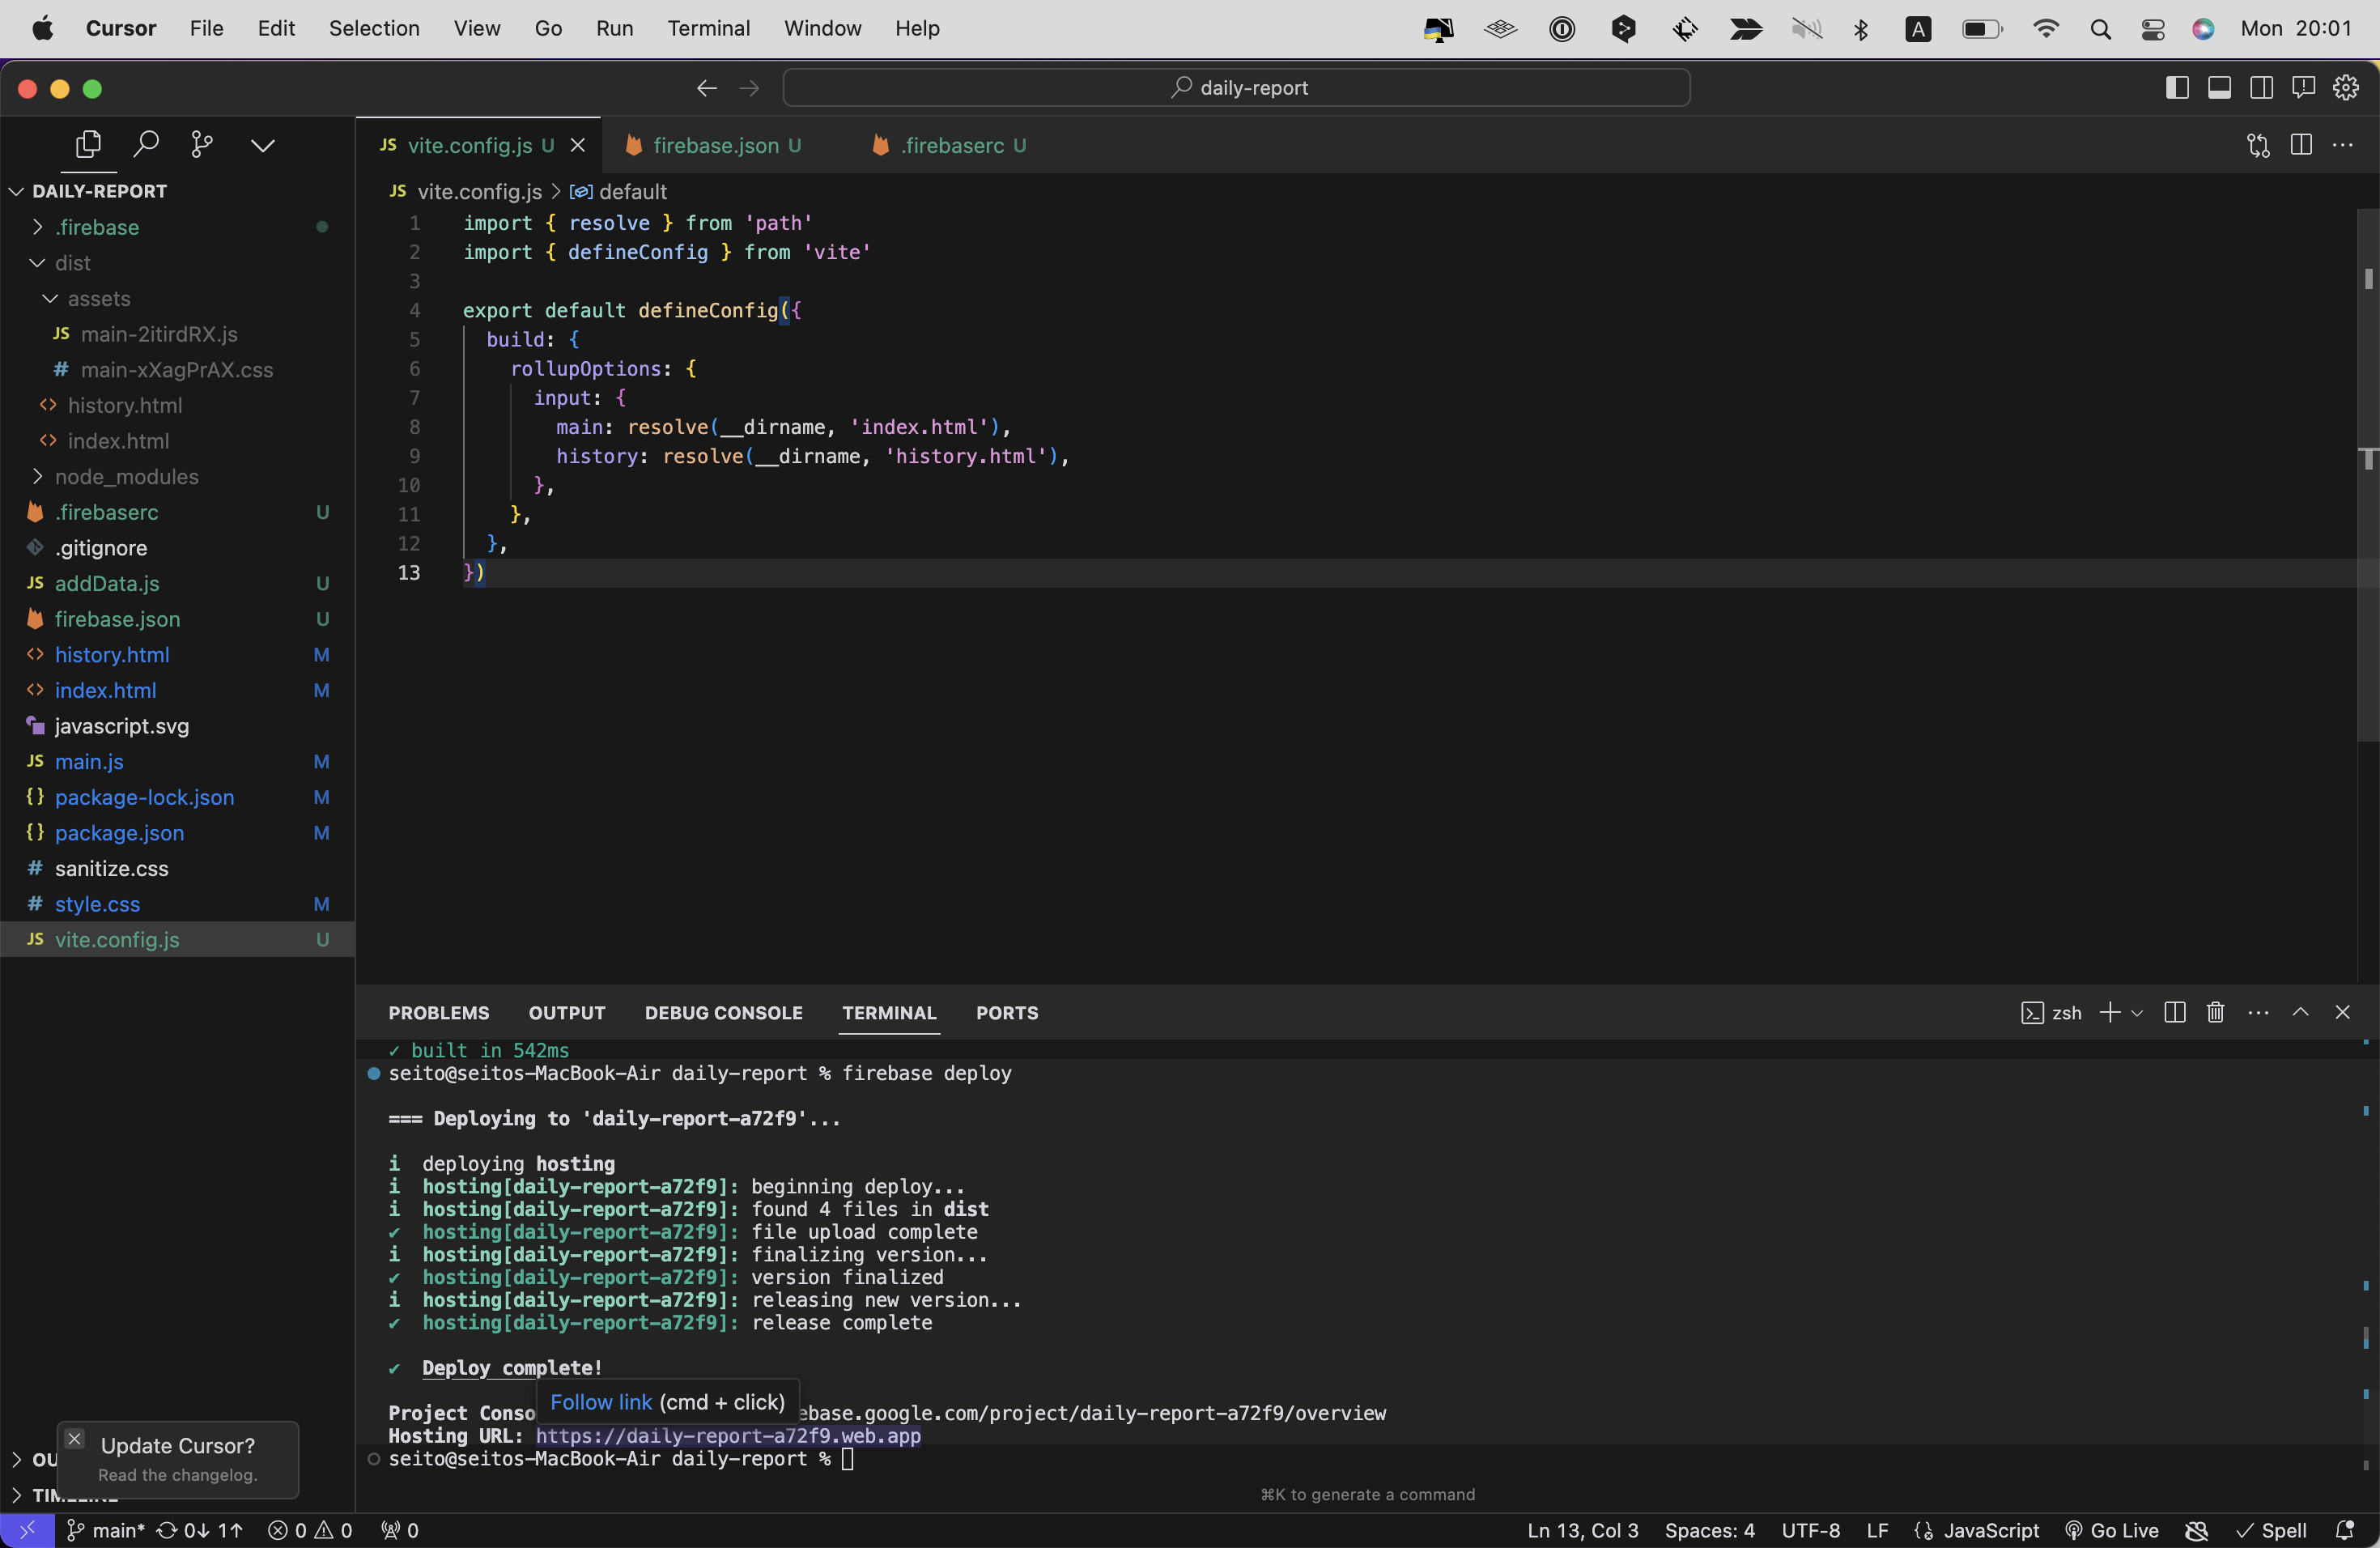 Cursor File Edit Selection View Go Run Terminal Window Help A Mon 20:01
daily-report
JS vite.config.js U firebase.json U .firebaserc U
JS vite.config.js > default
DAILY-REPORT
.firebase
dist
assets
JS main-2itirdRX.js
# main-xXagPrAX.css
<> history.html
<> index.html
node_modules
.firebaserc U
.gitignore
JS addData.js U
firebase.json U
<> history.html M
<> index.html M
javascript.svg
JS main.js M
{} package-lock.json M
{} package.json M
# sanitize.css
# style.css M
JS vite.config.js U
TIMELINE
Update Cursor?
Read the changelog.
1 import { resolve } from 'path'
2 import { defineConfig } from 'vite'
3
4 export default defineConfig({
5 build: {
6 rollupOptions: {
7 input: {
8 main: resolve(__dirname, 'index.html'),
9 history: resolve(__dirname, 'history.html'),
10 },
11 },
12 },
13 })
PROBLEMS OUTPUT DEBUG CONSOLE TERMINAL PORTS zsh
✓ built in 542ms
seito@seitos-MacBook-Air daily-report % firebase deploy
=== Deploying to 'daily-report-a72f9'...
i deploying hosting
i hosting[daily-report-a72f9]: beginning deploy...
i hosting[daily-report-a72f9]: found 4 files in dist
✔ hosting[daily-report-a72f9]: file upload complete
i hosting[daily-report-a72f9]: finalizing version...
✔ hosting[daily-report-a72f9]: version finalized
i hosting[daily-report-a72f9]: releasing new version...
✔ hosting[daily-report-a72f9]: release complete
✔ Deploy complete!
Follow link (cmd + click)
Project Conso ebase.google.com/project/daily-report-a72f9/overview
Hosting URL: https://daily-report-a72f9.web.app
seito@seitos-MacBook-Air daily-report %
⌘K to generate a command
main* 0↓ 1↑ 0 0 0 Ln 13, Col 3 Spaces: 4 UTF-8 LF JavaScript Go Live Spell